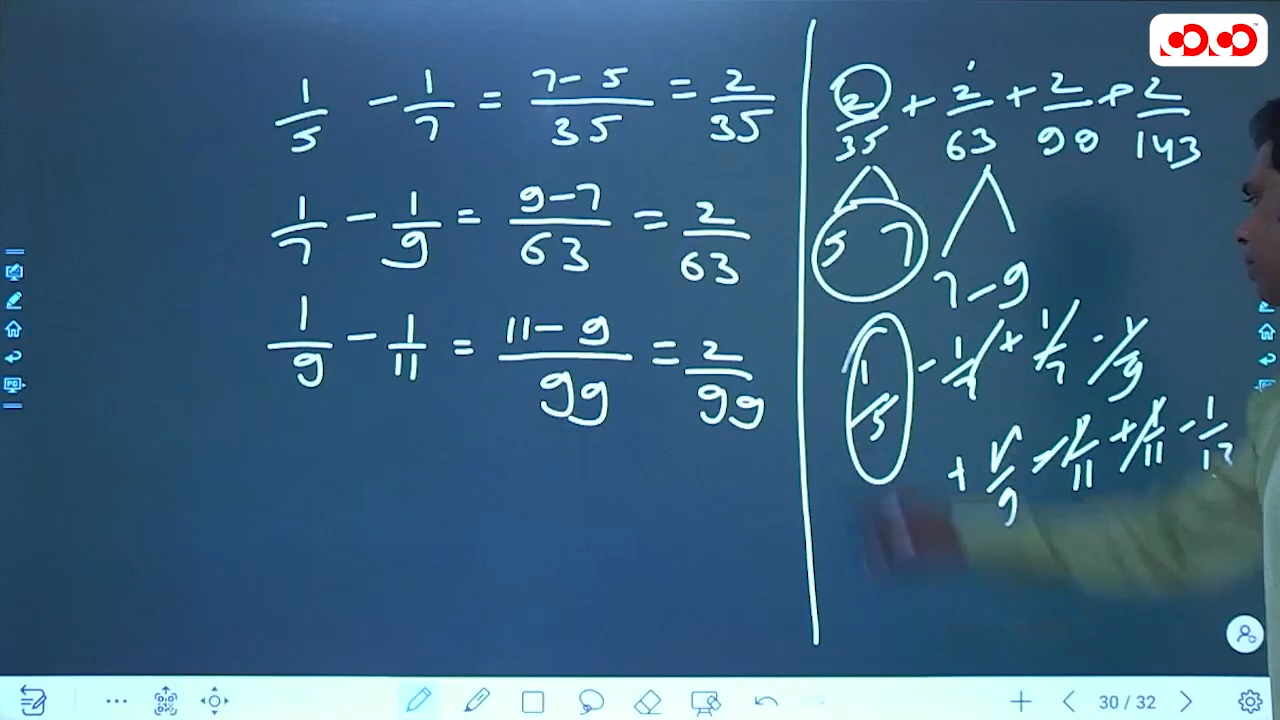 1/5 - 1/7 = 7-5/35 = 2/35
1/7 - 1/9 = 9-7/63 = 2/63
1/9 - 1/11 = 11-9/99 = 2/99
2/35 + 2/63 + 2/99 + 2/143
5 7
7-9
1/5 - 1/7 + 1/7 - 1/9
+ 1/9 - 1/11 + 1/11 - 1/13
30 / 32